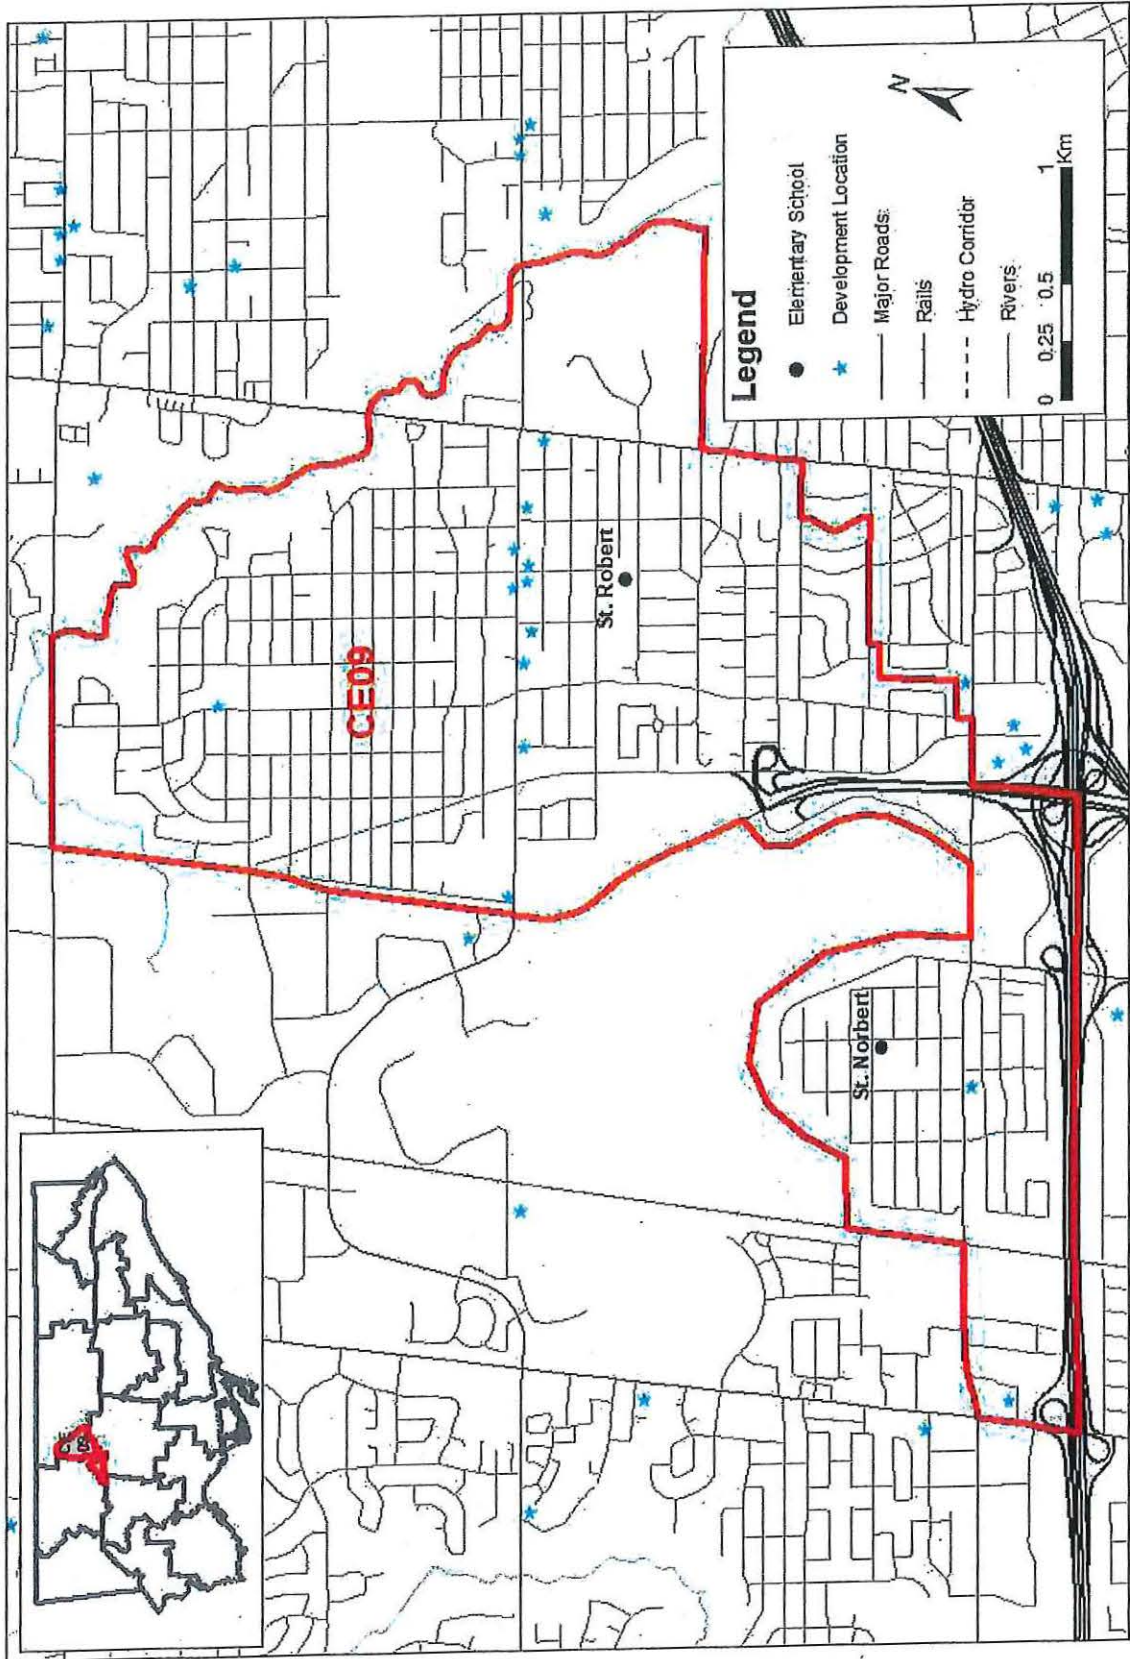 CE09
St. Robert
St. Norbert
Legend
Elementary School
Development Location
Major Roads
Rails
Hydro Corridor
Rivers
N
0 0.25 0.5 1
Km